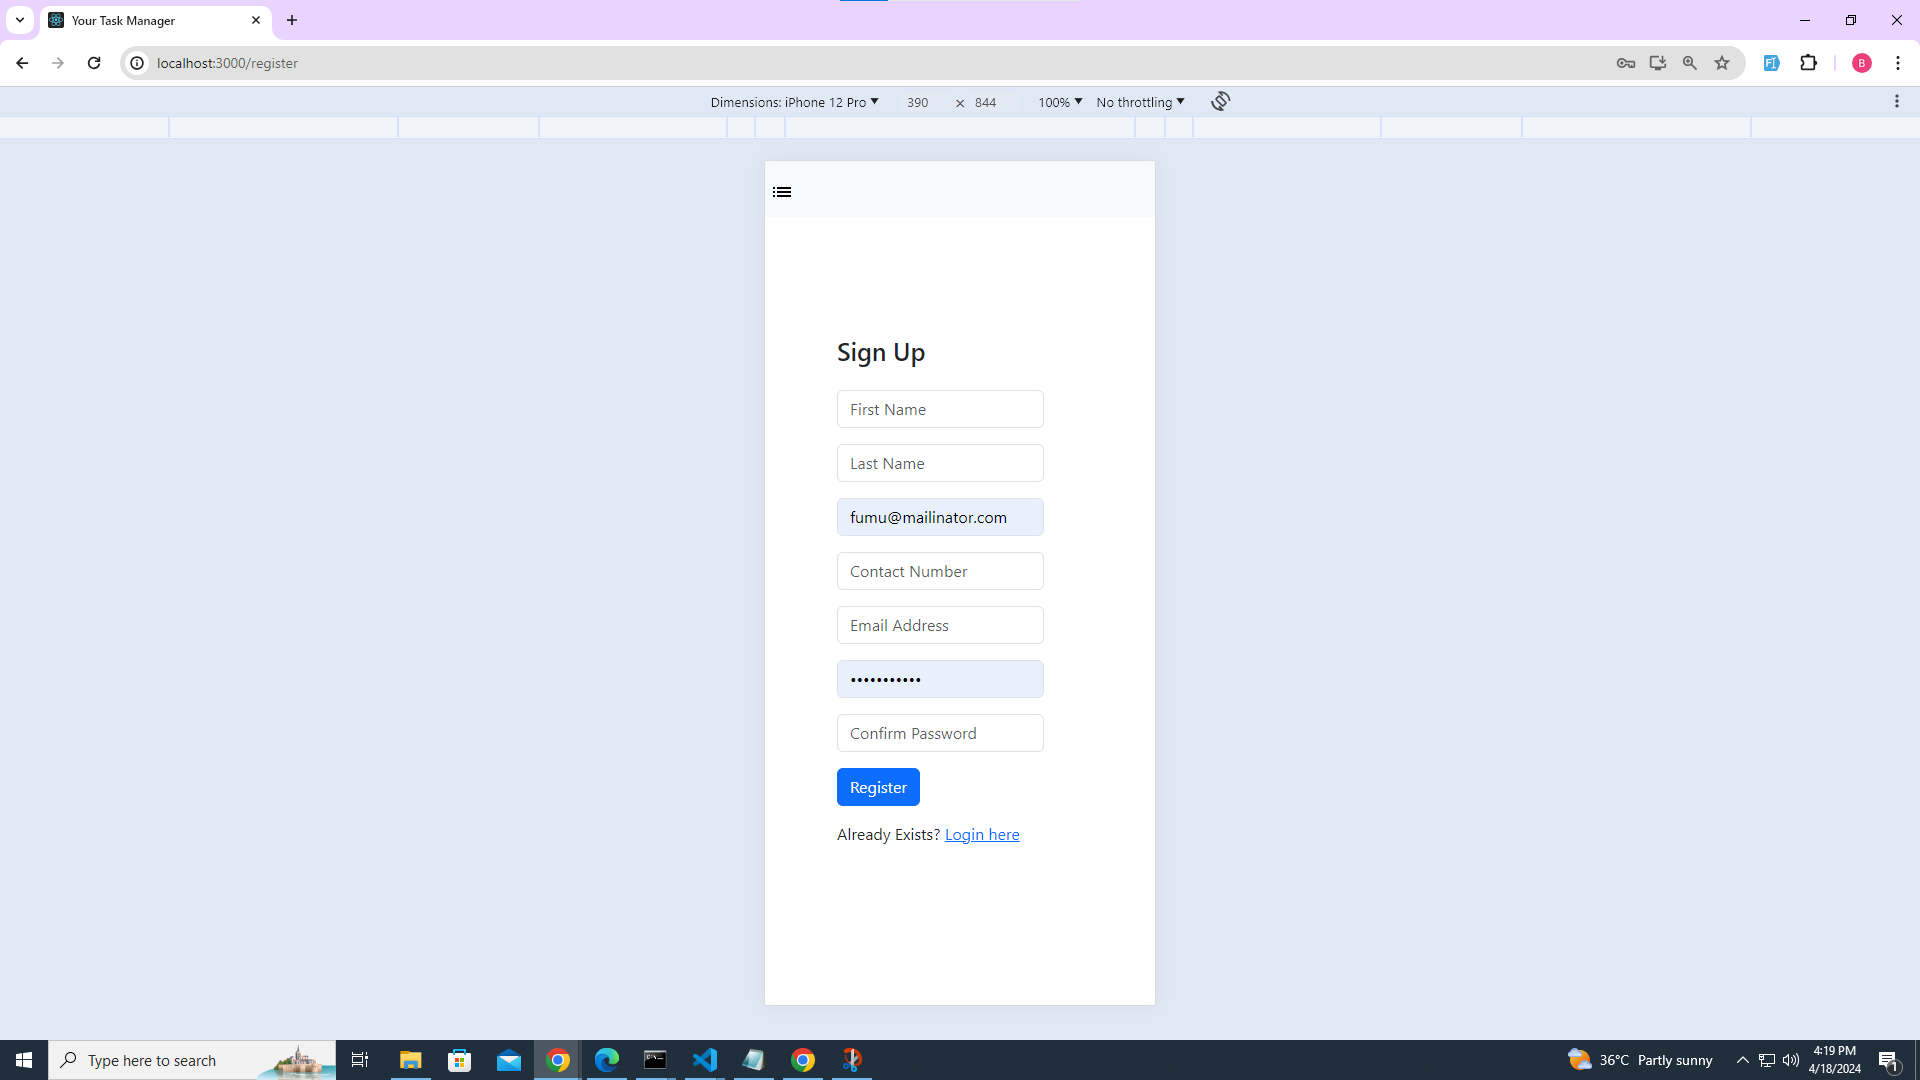 Your Task Manager
localhost:3000/register
B
Dimensions: iPhone 12 Pro 390 × 844 100% No throttling
Sign Up
First Name
Last Name
fumu@mailinator.com
Contact Number
Email Address
•••••••••••
Confirm Password
Register
Already Exists? Login here
Type here to search
36°C Partly sunny
4:19 PM
4/18/2024
1